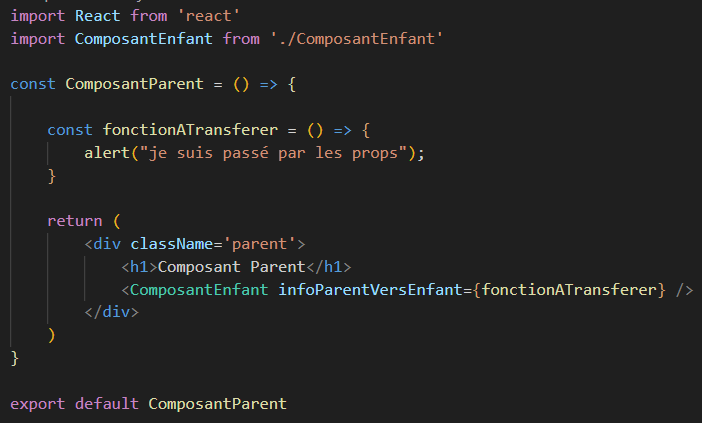 import React from 'react'
import ComposantEnfant from './ComposantEnfant'
const ComposantParent = () => {
const fonctionATransferer = () => {
alert("je suis passé par les props");
}
return (
<div className='parent'>
<h1>Composant Parent</h1>
<ComposantEnfant infoParentVersEnfant={fonctionATransferer} />
</div>
)
}
export default ComposantParent